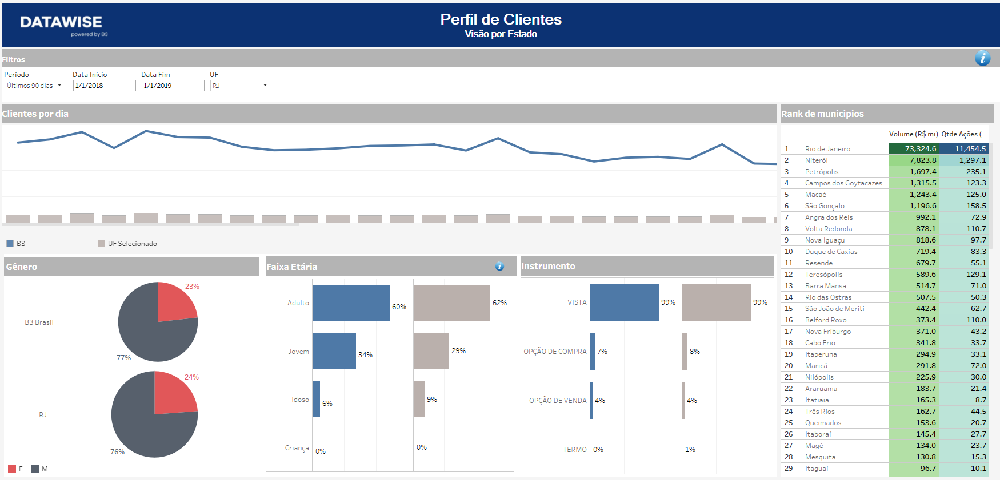 DATAWISE
powered by B3
Perfil de Clientes
Visão por Estado
Filtros
i
Período Data Início Data Fim UF
Últimos 90 dias 1/1/2018 1/1/2019 RJ
Clientes por dia
B3 UF Selecionado
Rank de municipios
Volume (R$ mi) Qtde Ações (..
1 Rio de Janeiro 73,324.6 11,454.5
2 Niterói 7,823.8 1,297.1
3 Petrópolis 1,697.4 235.1
4 Campos dos Goytacazes 1,315.5 123.3
5 Macaé 1,243.4 125.0
6 São Gonçalo 1,196.6 158.5
7 Angra dos Reis 992.1 72.9
8 Volta Redonda 878.1 110.7
9 Nova Iguaçu 818.6 97.7
10 Duque de Caxias 719.4 83.3
11 Resende 679.7 55.1
12 Teresópolis 589.6 129.1
13 Barra Mansa 514.7 71.0
14 Rio das Ostras 507.5 50.3
15 São João de Meriti 442.4 62.7
16 Belford Roxo 373.4 110.0
17 Nova Friburgo 371.0 43.2
18 Cabo Frio 341.8 33.7
19 Itaperuna 294.9 33.1
20 Maricá 291.8 72.0
21 Nilópolis 225.9 30.0
22 Araruama 183.7 21.4
23 Itatiaia 165.3 8.7
24 Três Rios 162.7 44.5
25 Queimados 153.6 20.7
26 Itaboraí 145.4 27.7
27 Magé 134.0 23.7
28 Mesquita 130.8 15.3
29 Itaguaí 96.7 10.1
Gênero
23%
B3 Brasil
77%
24%
RJ
76%
F M
Faixa Etária
i
Adulto 60% 62%
Jovem 34% 29%
Idoso 6% 9%
Criança 0% 0%
Instrumento
VISTA 99% 99%
OPÇÃO DE COMPRA 7% 8%
OPÇÃO DE VENDA 4% 4%
TERMO 0% 1%